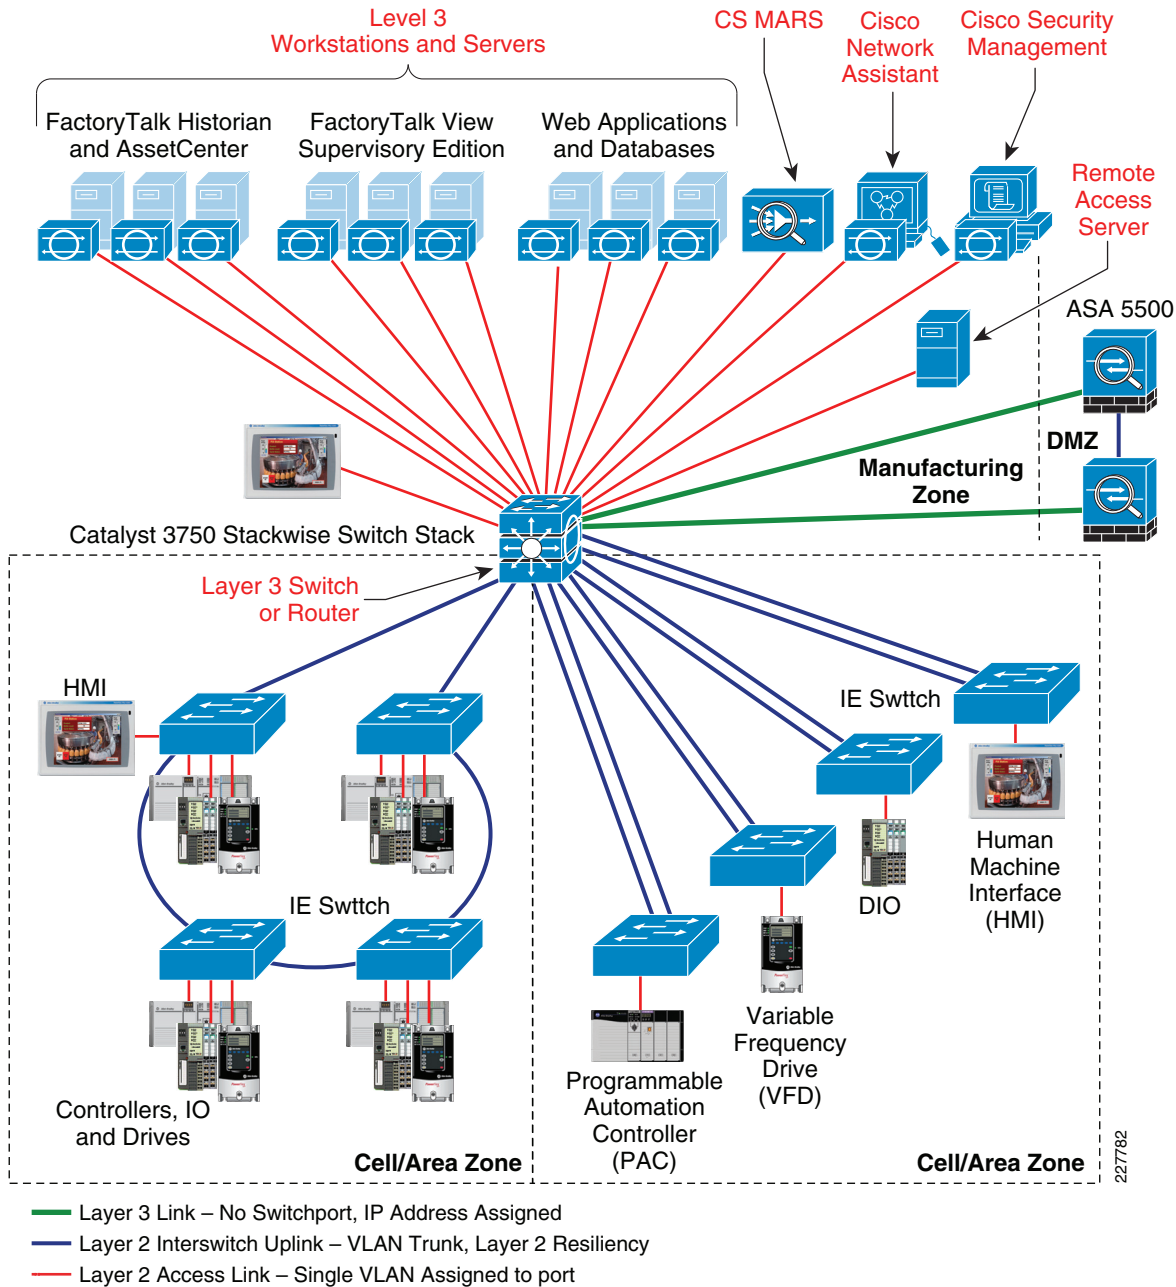 Level 3
Workstations and Servers
CS MARS
Cisco
Network
Assistant
Cisco Security
Management
FactoryTalk Historian
and AssetCenter
FactoryTalk View
Supervisory Edition
Web Applications
and Databases
Remote
Access
Server
ASA 5500
DMZ
Manufacturing
Zone
Catalyst 3750 Stackwise Switch Stack
Layer 3 Switch
or Router
HMI
IE Swttch
IE Swttch
Controllers, IO
and Drives
Cell/Area Zone
Programmable
Automation
Controller
(PAC)
Variable
Frequency
Drive
(VFD)
DIO
Human
Machine
Interface
(HMI)
Cell/Area Zone
227782
Layer 3 Link – No Switchport, IP Address Assigned
Layer 2 Interswitch Uplink – VLAN Trunk, Layer 2 Resiliency
Layer 2 Access Link – Single VLAN Assigned to port